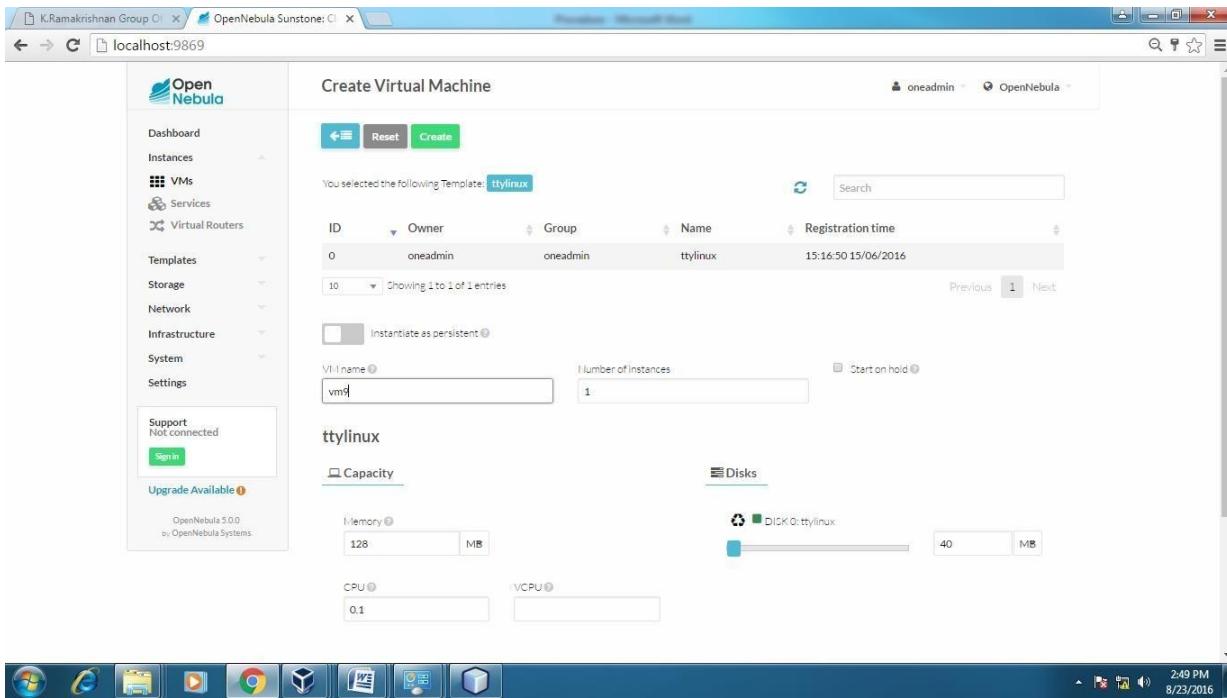 K.Ramakrishnan Group Of
OpenNebula Sunstone: Cl
localhost:9869
Open
Nebula
Create Virtual Machine
oneadmin
OpenNebula
Dashboard
Instances
VMs
Services
Virtual Routers
Templates
Storage
Network
Infrastructure
System
Settings
Support
Not connected
Sign in
Upgrade Available
OpenNebula 5.0.0
by OpenNebula Systems
Reset
Create
You selected the following Template: ttylinux
Search
ID Owner Group Name Registration time
0 oneadmin oneadmin ttylinux 15:16:50 15/06/2016
10 Showing 1 to 1 of 1 entries
Previous 1 Next
Instantiate as persistent
VM name
Number of instances
Start on hold
vm9
1
ttylinux
Capacity
Disks
Memory
128 MB
DISK 0: ttylinux
40 MB
CPU
VCPU
0.1
2:49 PM
8/23/2016